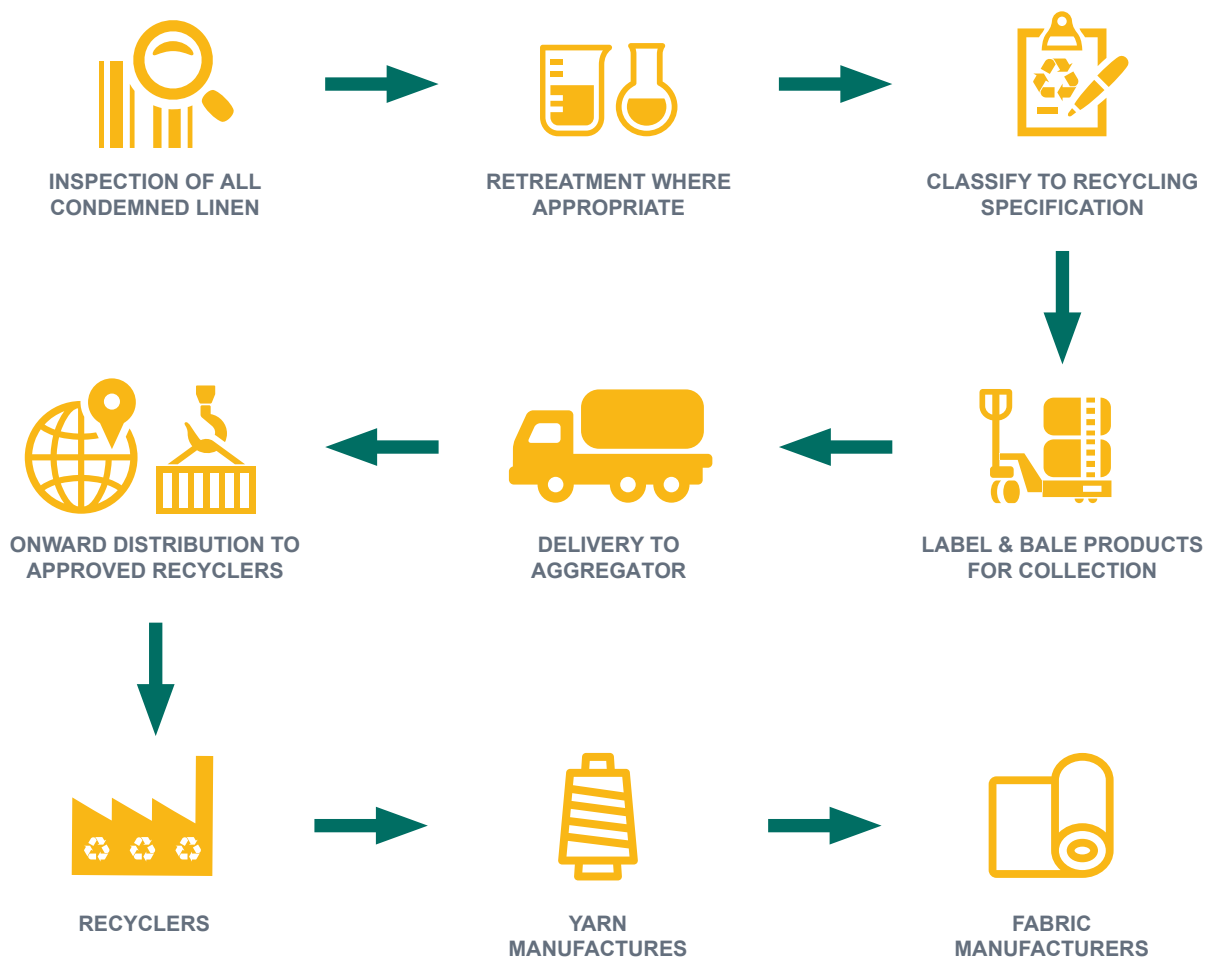 INSPECTION OF ALL
CONDEMNED LINEN
RETREATMENT WHERE
APPROPRIATE
CLASSIFY TO RECYCLING
SPECIFICATION
ONWARD DISTRIBUTION TO
APPROVED RECYCLERS
DELIVERY TO
AGGREGATOR
LABEL & BALE PRODUCTS
FOR COLLECTION
RECYCLERS
YARN
MANUFACTURES
FABRIC
MANUFACTURERS